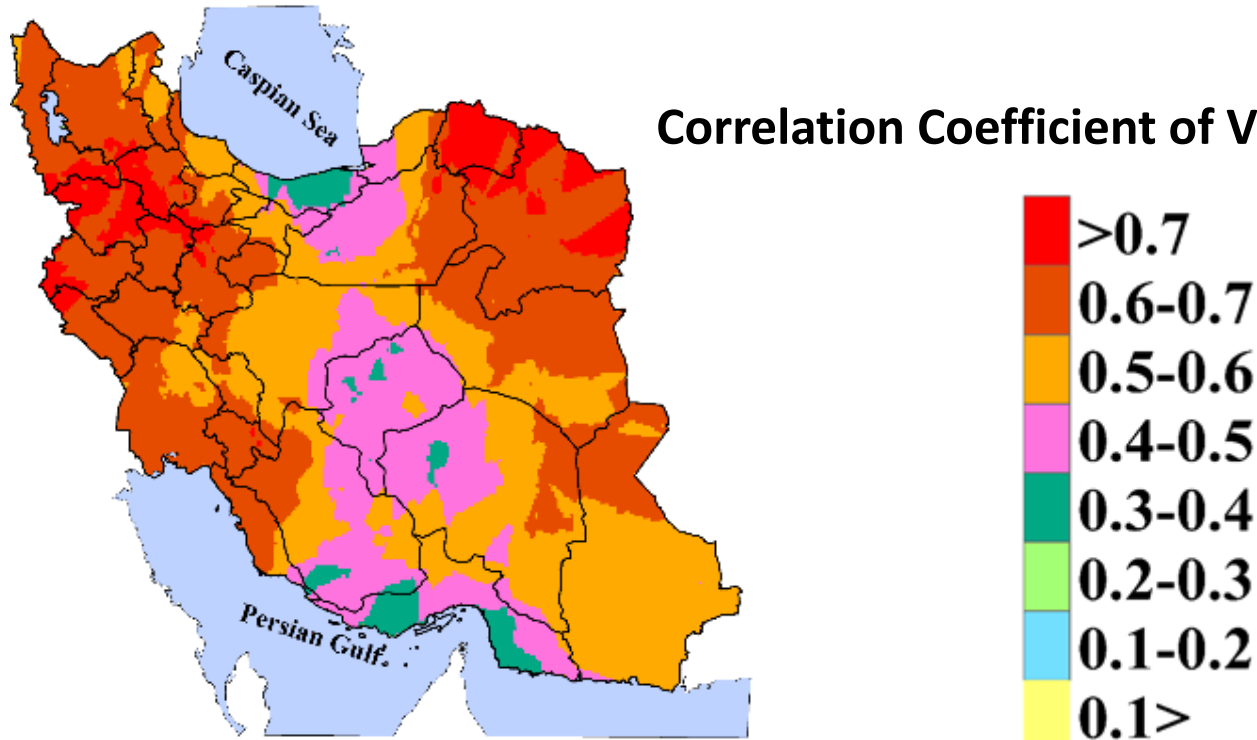 Caspian Sea
Correlation Coefficient of V
>0.7
0.6-0.7
0.5-0.6
0.4-0.5
0.3-0.4
0.2-0.3
0.1-0.2
0.1>
Persian Gulf